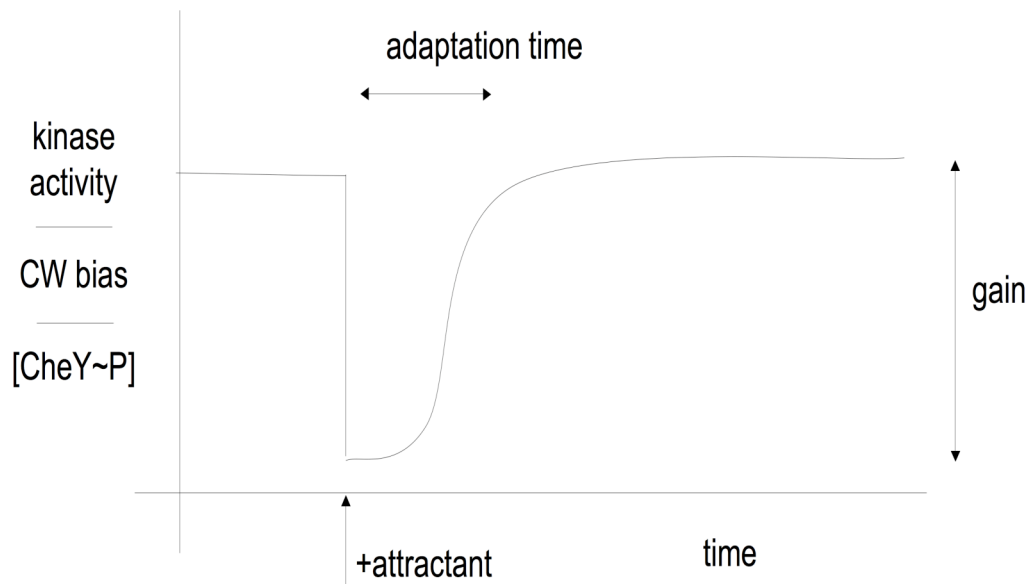 adaptation time
kinase
activity
CW bias
[CheY~P]
gain
+attractant
time